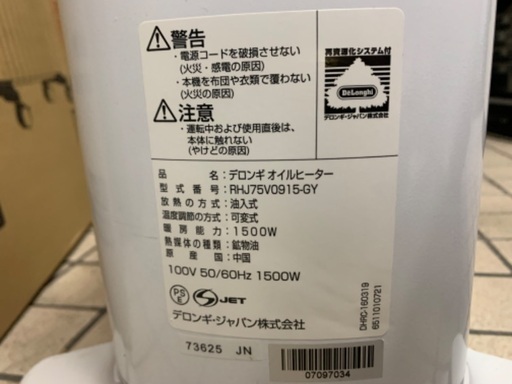 警告
・電源コードを破損させない
(火災・感電の原因)
・本機を布団や衣類で覆わない
(火災の原因)
注意
・運転中および使用直後は、
本体に触れない
(やけどの原因)
再資源化システム付
DeLonghi
デロンギ・ジャパン株式会社
品名：デロンギ オイルヒーター
型式番号：RHJ75V0915-GY
放熱の方式：油入式
温度調節の方式：可変式
暖房能力：1500W
熱媒体の種類：鉱物油
原産国：中国
100V 50/60Hz 1500W
PSE
S JET
デロンギ・ジャパン株式会社
DHRC-160319
6511010721
73625 JN
07097034